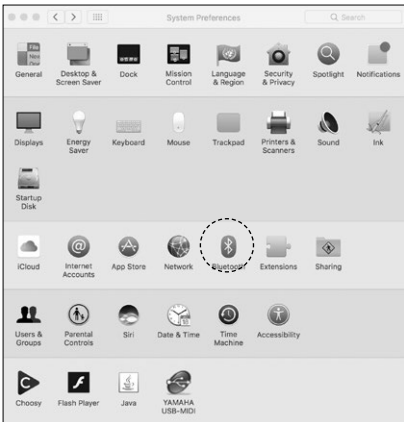 System Preferences
Search
General
Desktop &
Screen Saver
Dock
Mission
Control
Language
& Region
Security
& Privacy
Spotlight
Notifications
Displays
Energy
Saver
Keyboard
Mouse
Trackpad
Printers &
Scanners
Sound
Ink
Startup
Disk
iCloud
Internet
Accounts
App Store
Network
Bluetooth
Extensions
Sharing
Users &
Groups
Parental
Controls
Siri
Date & Time
Time
Machine
Accessibility
Choosy
Flash Player
Java
YAMAHA
USB-MIDI